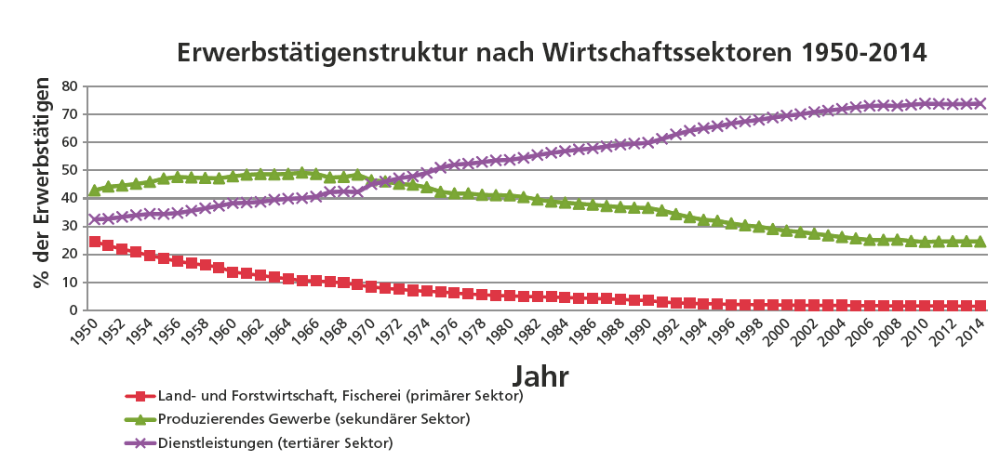 Erwerbstätigenstruktur nach Wirtschaftssektoren 1950-2014
% der Erwerbstätigen
80
70
60
50
40
30
20
10
0
1950 1952 1954 1956 1958 1960 1962 1964 1966 1968 1970 1972 1974 1976 1978 1980 1982 1984 1986 1988 1990 1992 1994 1996 1998 2000 2002 2004 2006 2008 2010 2012 2014
Jahr
Land- und Forstwirtschaft, Fischerei (primärer Sektor)
Produzierendes Gewerbe (sekundärer Sektor)
Dienstleistungen (tertiärer Sektor)